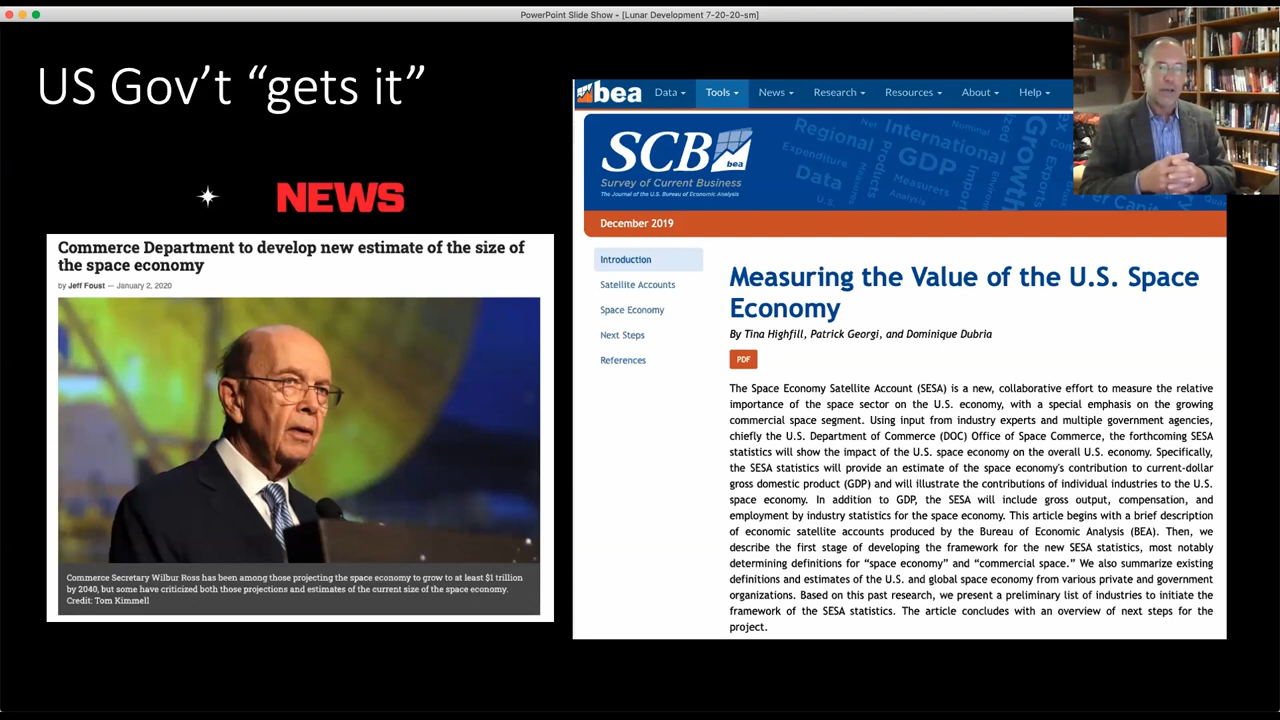 PowerPoint Slide Show - [Lunar Development 7-20-20-sm]
US Gov’t “gets it”
NEWS
Commerce Department to develop new estimate of the size of
the space economy
by Jeff Foust — January 2, 2020
Commerce Secretary Wilbur Ross has been among those projecting the space economy to grow to at least $1 trillion
by 2040, but some have criticized both those projections and estimates of the current size of the space economy.
Credit: Tom Kimmell
bea Data Tools News Research Resources About Help
SCB bea
Survey of Current Business
The Journal of the U.S. Bureau of Economic Analysis
Regional
Net
International
Nominal
Expenditure
Products
GDP
Data
Measures
Measurers
Analysis
U.S.
Growth
Exports
Import
Per Capita
December 2019
Introduction
Satellite Accounts
Space Economy
Next Steps
References
Measuring the Value of the U.S. Space
Economy
By Tina Highfill, Patrick Georgi, and Dominique Dubria
PDF
The Space Economy Satellite Account (SESA) is a new, collaborative effort to measure the relative
importance of the space sector on the U.S. economy, with a special emphasis on the growing
commercial space segment. Using input from industry experts and multiple government agencies,
chiefly the U.S. Department of Commerce (DOC) Office of Space Commerce, the forthcoming SESA
statistics will show the impact of the U.S. space economy on the overall U.S. economy. Specifically,
the SESA statistics will provide an estimate of the space economy's contribution to current-dollar
gross domestic product (GDP) and will illustrate the contributions of individual industries to the U.S.
space economy. In addition to GDP, the SESA will include gross output, compensation, and
employment by industry statistics for the space economy. This article begins with a brief description
of economic satellite accounts produced by the Bureau of Economic Analysis (BEA). Then, we
describe the first stage of developing the framework for the new SESA statistics, most notably
determining definitions for “space economy” and “commercial space.” We also summarize existing
definitions and estimates of the U.S. and global space economy from various private and government
organizations. Based on this past research, we present a preliminary list of industries to initiate the
framework of the SESA statistics. The article concludes with an overview of next steps for the
project.